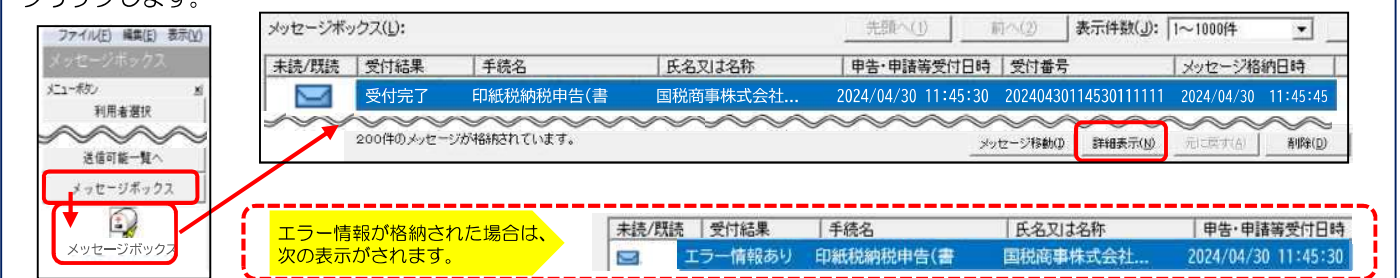 クリックします。
ファイル(F) 編集(E) 表示(V)
メッセージボックス
メニューボタン
利用者選択
送信可能一覧へ
メッセージボックス
メッセージボックス
メッセージボックス(L):
先頭へ(1) 前へ(2) 表示件数(J): 1～1000件
未読/既読 受付結果 手続名 氏名又は名称 申告・申請等受付日時 受付番号 メッセージ格納日時
受付完了 印紙税納税申告(書 国税商事株式会社... 2024/04/30 11:45:30 20240430114530111111 2024/04/30 11:45:45
200件のメッセージが格納されています。
メッセージ移動(I) 詳細表示(N) 元に戻す(A) 削除(D)
エラー情報が格納された場合は、
次の表示がされます。
未読/既読 受付結果 手続名 氏名又は名称 申告・申請等受付日時
エラー情報あり 印紙税納税申告(書 国税商事株式会社... 2024/04/30 11:45:30